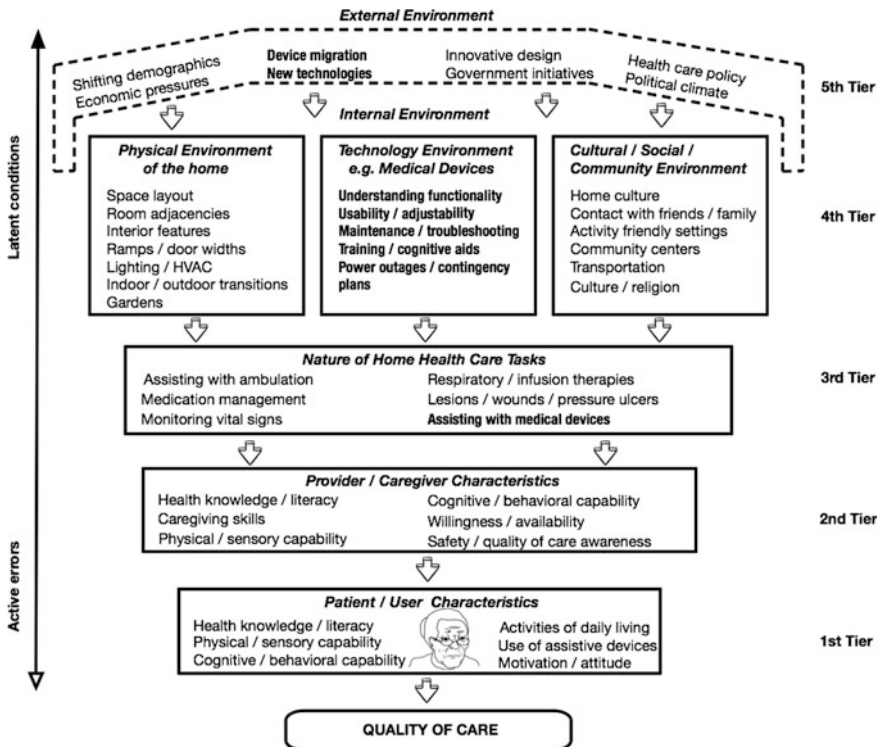 External Environment
Shifting demographics
Economic pressures
Device migration
New technologies
Innovative design
Government initiatives
Health care policy
Political climate
5th Tier
Internal Environment
Latent conditions
Physical Environment
of the home
Space layout
Room adjacencies
Interior features
Ramps / door widths
Lighting / HVAC
Indoor / outdoor transitions
Gardens
Technology Environment
e.g. Medical Devices
Understanding functionality
Usability / adjustability
Maintenance / troubleshooting
Training / cognitive aids
Power outages / contingency
plans
Cultural / Social /
Community Environment
Home culture
Contact with friends / family
Activity friendly settings
Community centers
Transportation
Culture / religion
4th Tier
Nature of Home Health Care Tasks
Assisting with ambulation
Medication management
Monitoring vital signs
Respiratory / infusion therapies
Lesions / wounds / pressure ulcers
Assisting with medical devices
3rd Tier
Provider / Caregiver Characteristics
Health knowledge / literacy
Caregiving skills
Physical / sensory capability
Cognitive / behavioral capability
Willingness / availability
Safety / quality of care awareness
2nd Tier
Active errors
Patient / User Characteristics
Health knowledge / literacy
Physical / sensory capability
Cognitive / behavioral capability
Activities of daily living
Use of assistive devices
Motivation / attitude
1st Tier
QUALITY OF CARE